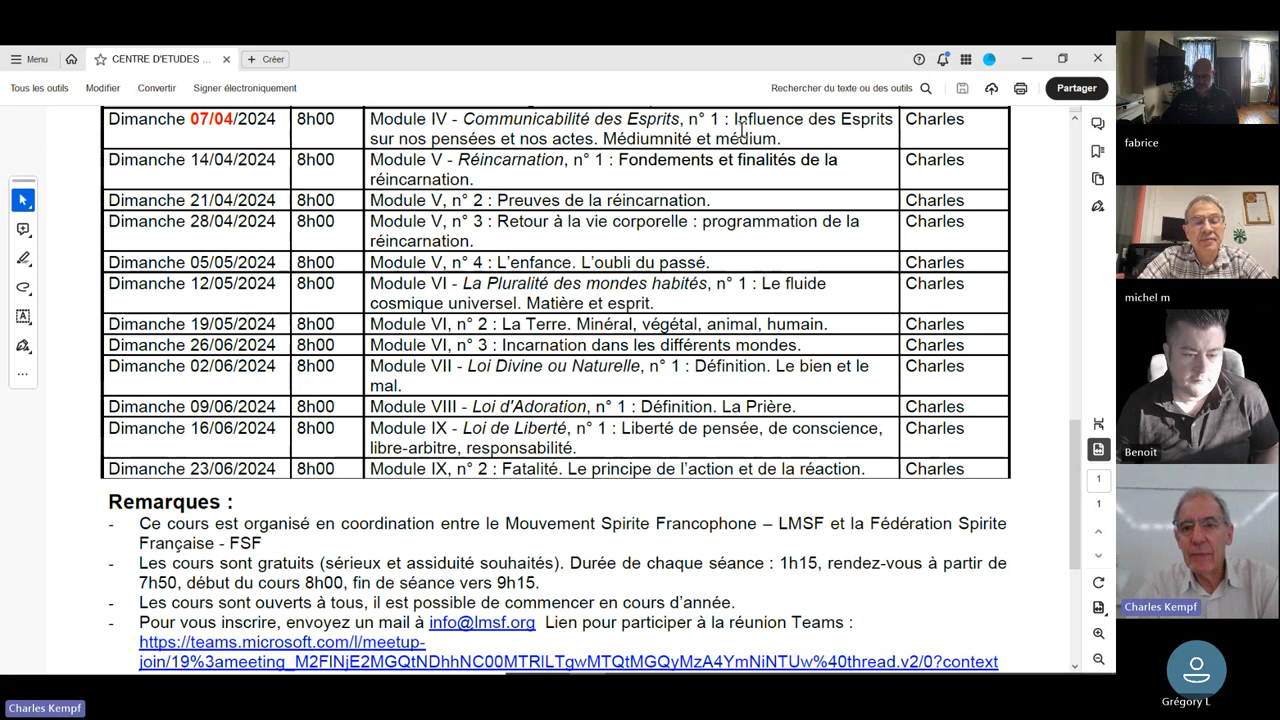 Menu
CENTRE D'ETUDES ...
Créer
Tous les outils
Modifier
Convertir
Signer électroniquement
Rechercher du texte ou des outils
Partager
Dimanche 07/04/2024
8h00
Module IV - Communicabilité des Esprits, n° 1 : Influence des Esprits
sur nos pensées et nos actes. Médiumnité et médium.
Charles
Dimanche 14/04/2024
8h00
Module V - Réincarnation, n° 1 : Fondements et finalités de la
réincarnation.
Charles
Dimanche 21/04/2024
8h00
Module V, n° 2 : Preuves de la réincarnation.
Charles
Dimanche 28/04/2024
8h00
Module V, n° 3 : Retour à la vie corporelle : programmation de la
réincarnation.
Charles
Dimanche 05/05/2024
8h00
Module V, n° 4 : L'enfance. L'oubli du passé.
Charles
Dimanche 12/05/2024
8h00
Module VI - La Pluralité des mondes habités, n° 1 : Le fluide
cosmique universel. Matière et esprit.
Charles
Dimanche 19/05/2024
8h00
Module VI, n° 2 : La Terre. Minéral, végétal, animal, humain.
Charles
Dimanche 26/06/2024
8h00
Module VI, n° 3 : Incarnation dans les différents mondes.
Charles
Dimanche 02/06/2024
8h00
Module VII - Loi Divine ou Naturelle, n° 1 : Définition. Le bien et le
mal.
Charles
Dimanche 09/06/2024
8h00
Module VIII - Loi d'Adoration, n° 1 : Définition. La Prière.
Charles
Dimanche 16/06/2024
8h00
Module IX - Loi de Liberté, n° 1 : Liberté de pensée, de conscience,
libre-arbitre, responsabilité.
Charles
Dimanche 23/06/2024
8h00
Module IX, n° 2 : Fatalité. Le principe de l'action et de la réaction.
Charles
Remarques :
- Ce cours est organisé en coordination entre le Mouvement Spirite Francophone – LMSF et la Fédération Spirite
Française - FSF
- Les cours sont gratuits (sérieux et assiduité souhaités). Durée de chaque séance : 1h15, rendez-vous à partir de
7h50, début du cours 8h00, fin de séance vers 9h15.
- Les cours sont ouverts à tous, il est possible de commencer en cours d'année.
- Pour vous inscrire, envoyez un mail à info@lmsf.org Lien pour participer à la réunion Teams :
https://teams.microsoft.com/l/meetup-
join/19%3ameeting_M2FlNjE2MGQtNDhhNC00MTRlLTgwMTQtMGQyMzA4YmNiNTUw%40thread.v2/0?context
1
1
fabrice
michel m
Benoit
Charles Kempf
Grégory L
Charles Kempf